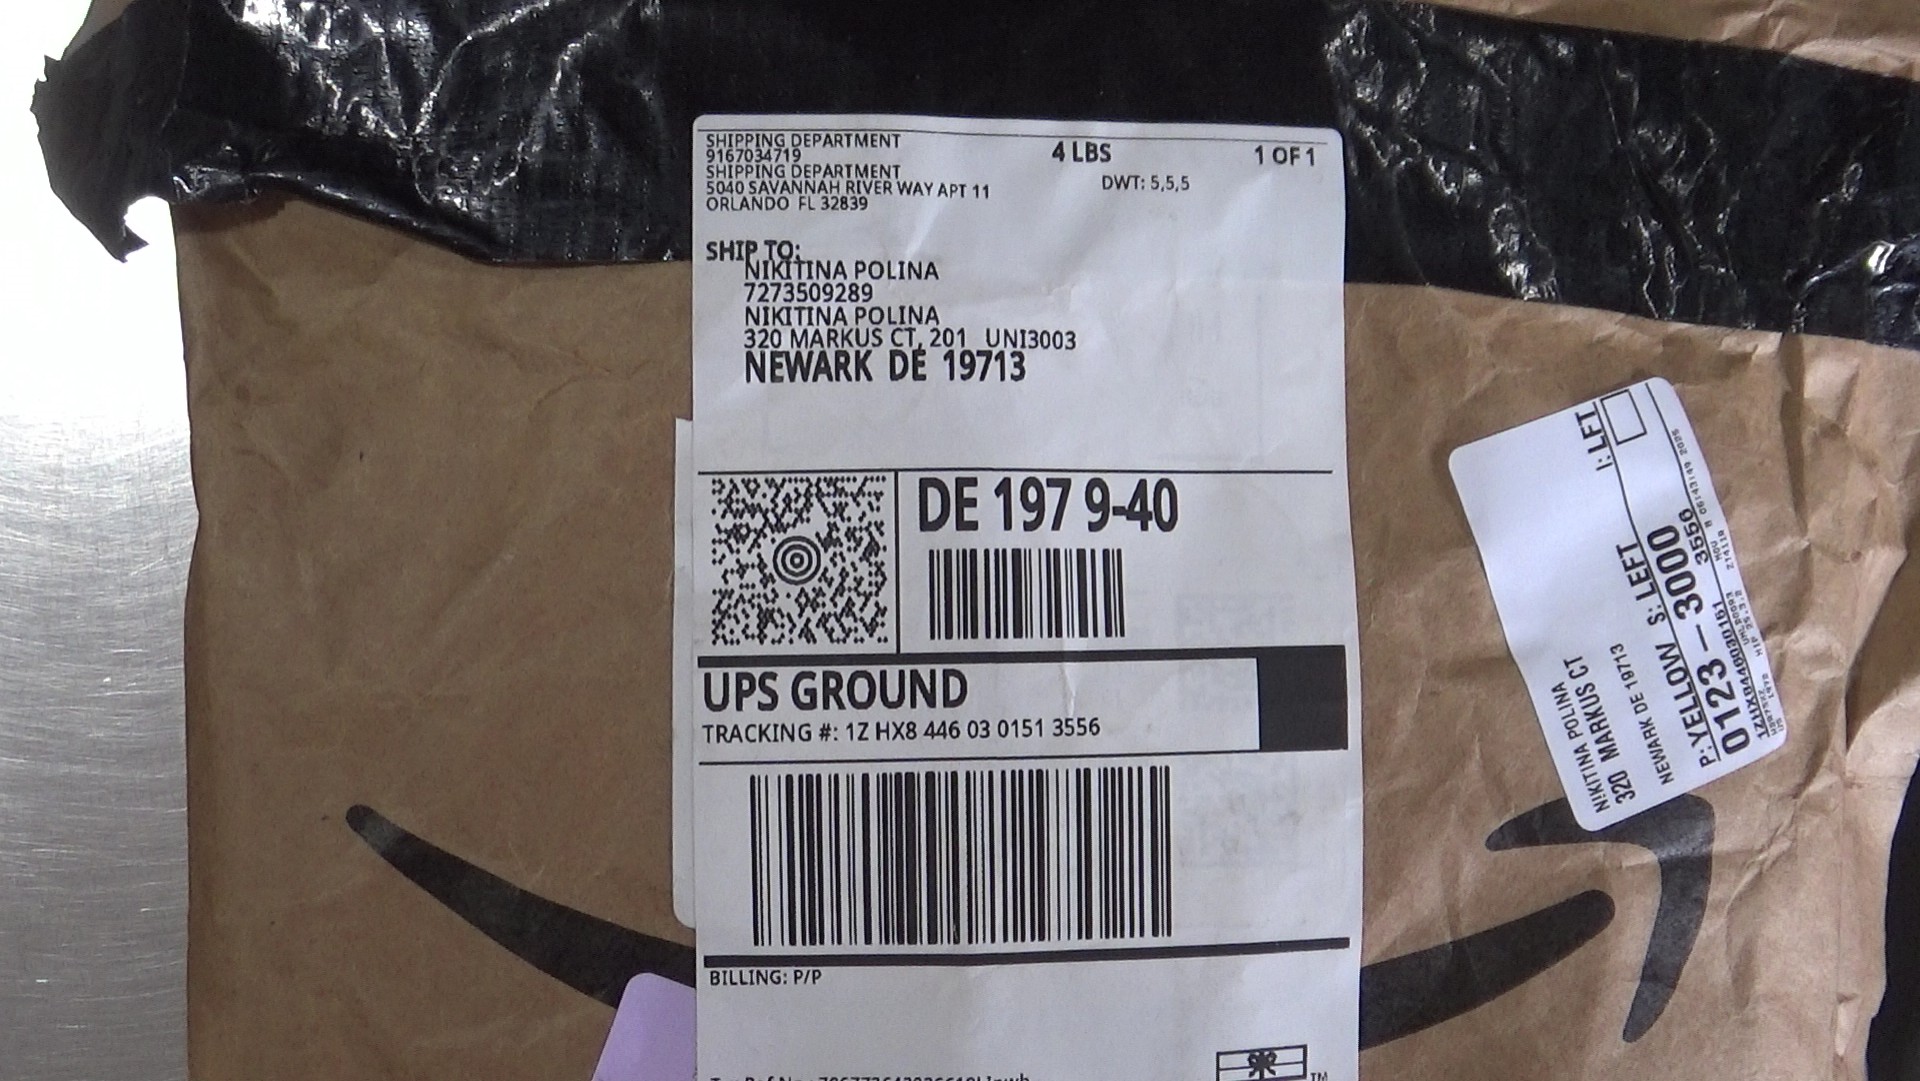 SHIPPING DEPARTMENT
9167034719
SHIPPING DEPARTMENT
5040 SAVANNAH RIVER WAY APT 11
ORLANDO FL 32839
4 LBS
1 OF 1
DWT: 5,5,5
SHIP TO:
NIKITINA POLINA
7273509289
NIKITINA POLINA
320 MARKUS CT, 201 UNI3003
NEWARK DE 19713
DE 197 9-40
UPS GROUND
TRACKING #: 1Z HX8 446 03 0151 3556
BILLING: P/P
TM
I: LFT
P: YELLOW S: LEFT
0123 - 3000
3556
NIKITINA POLINA
320 MARKUS CT
NEWARK DE 19713